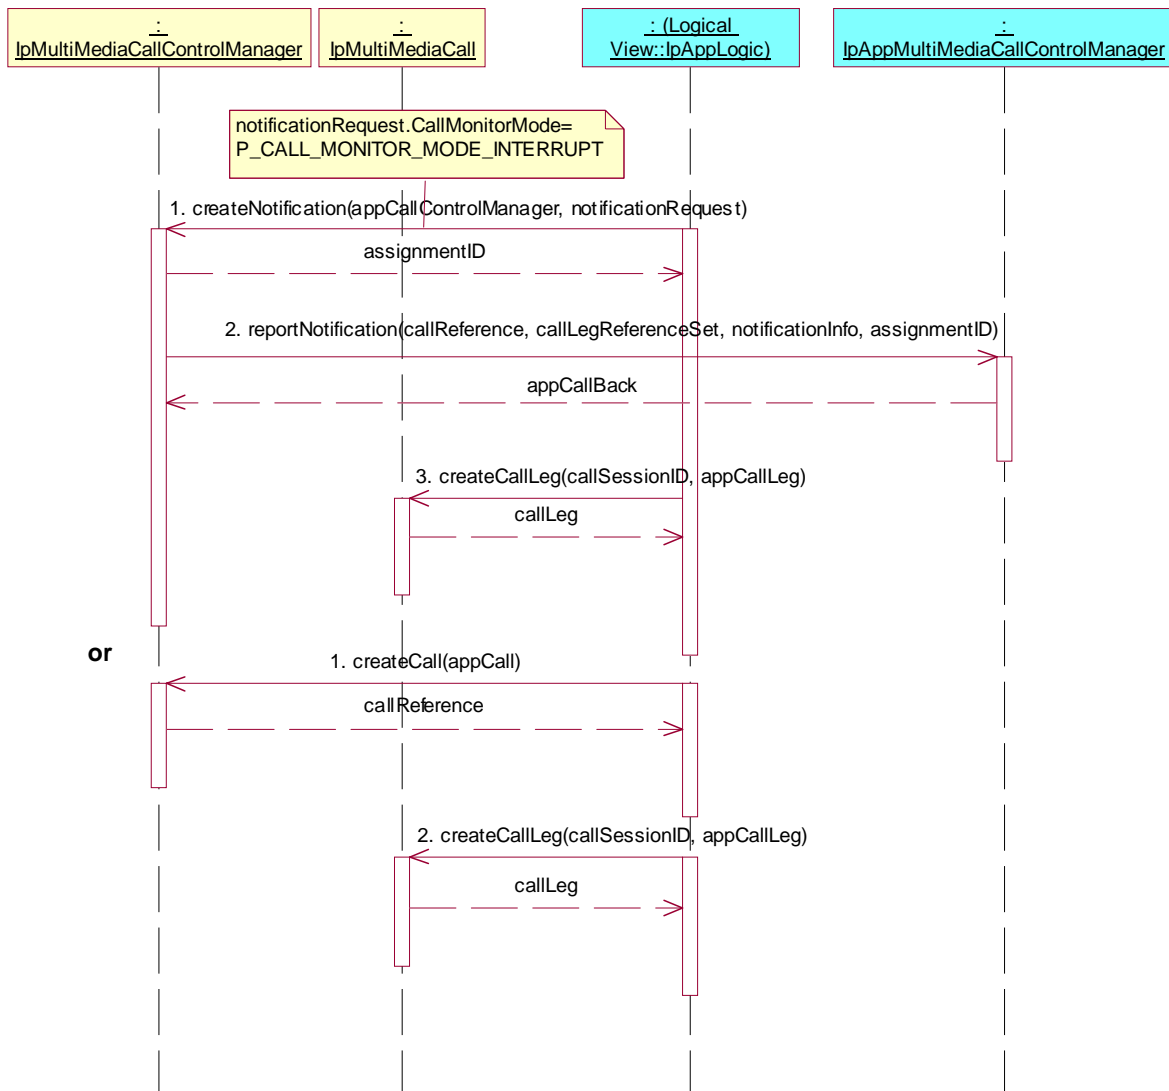 :
IpMultiMediaCallControlManager
:
IpMultiMediaCall
: (Logical
View::IpAppLogic)
:
IpAppMultiMediaCallControlManager
notificationRequest.CallMonitorMode=
P_CALL_MONITOR_MODE_INTERRUPT
1. createNotification(appCallControlManager, notificationRequest)
assignmentID
2. reportNotification(callReference, callLegReferenceSet, notificationInfo, assignmentID)
appCallBack
3. createCallLeg(callSessionID, appCallLeg)
callLeg
or
1. createCall(appCall)
callReference
2. createCallLeg(callSessionID, appCallLeg)
callLeg